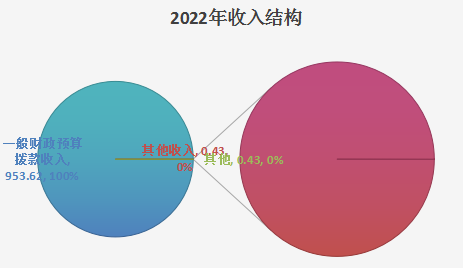 2022年收入结构
一般财政预算
拨款收入,
953.62, 100%
其他收入, 0.43,
0%
其他, 0.43, 0%